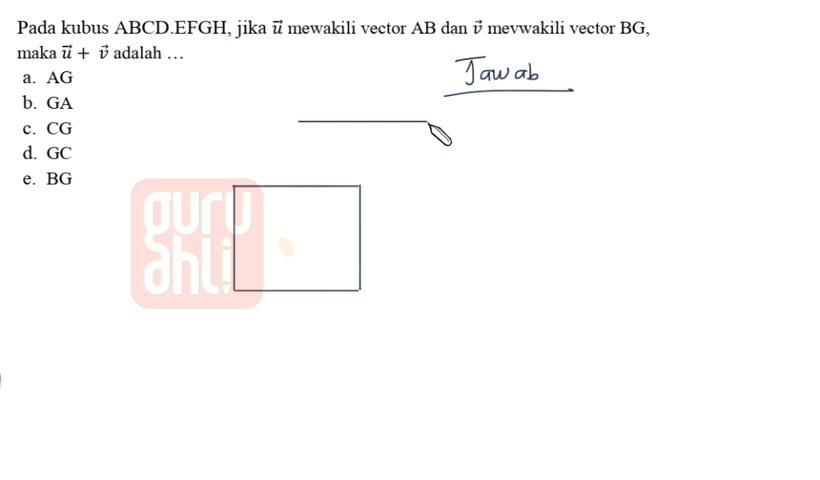 Pada kubus ABCD.EFGH, jika u⃗ mewakili vector AB dan v⃗ mevwakili vector BG,
maka u⃗ + v⃗ adalah …
a. AG
b. GA
c. CG
d. GC
e. BG
Jawab
guru
ahli